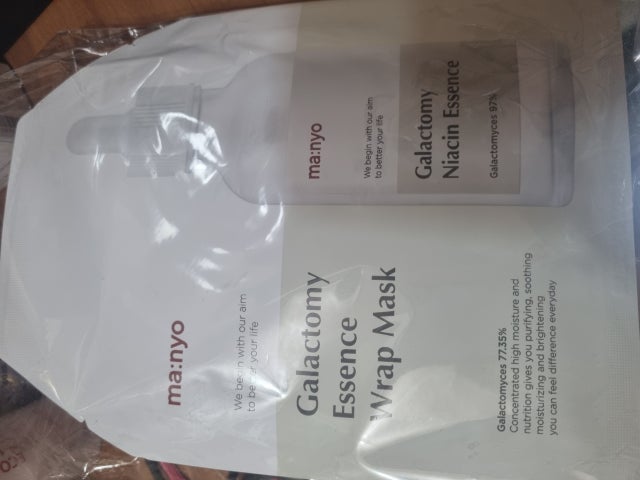 ma:nyo
We begin with our aim
to better your life
Galactomy
Niacin Essence
Galactomyces 97%
ma:nyo
We begin with our aim
to better your life
Galactomy
Essence
Wrap Mask
Galactomyces 77.35%
Concentrated high moisture and
nutrition gives you purifying, soothing
moisturizing and brightening
you can feel difference everyday